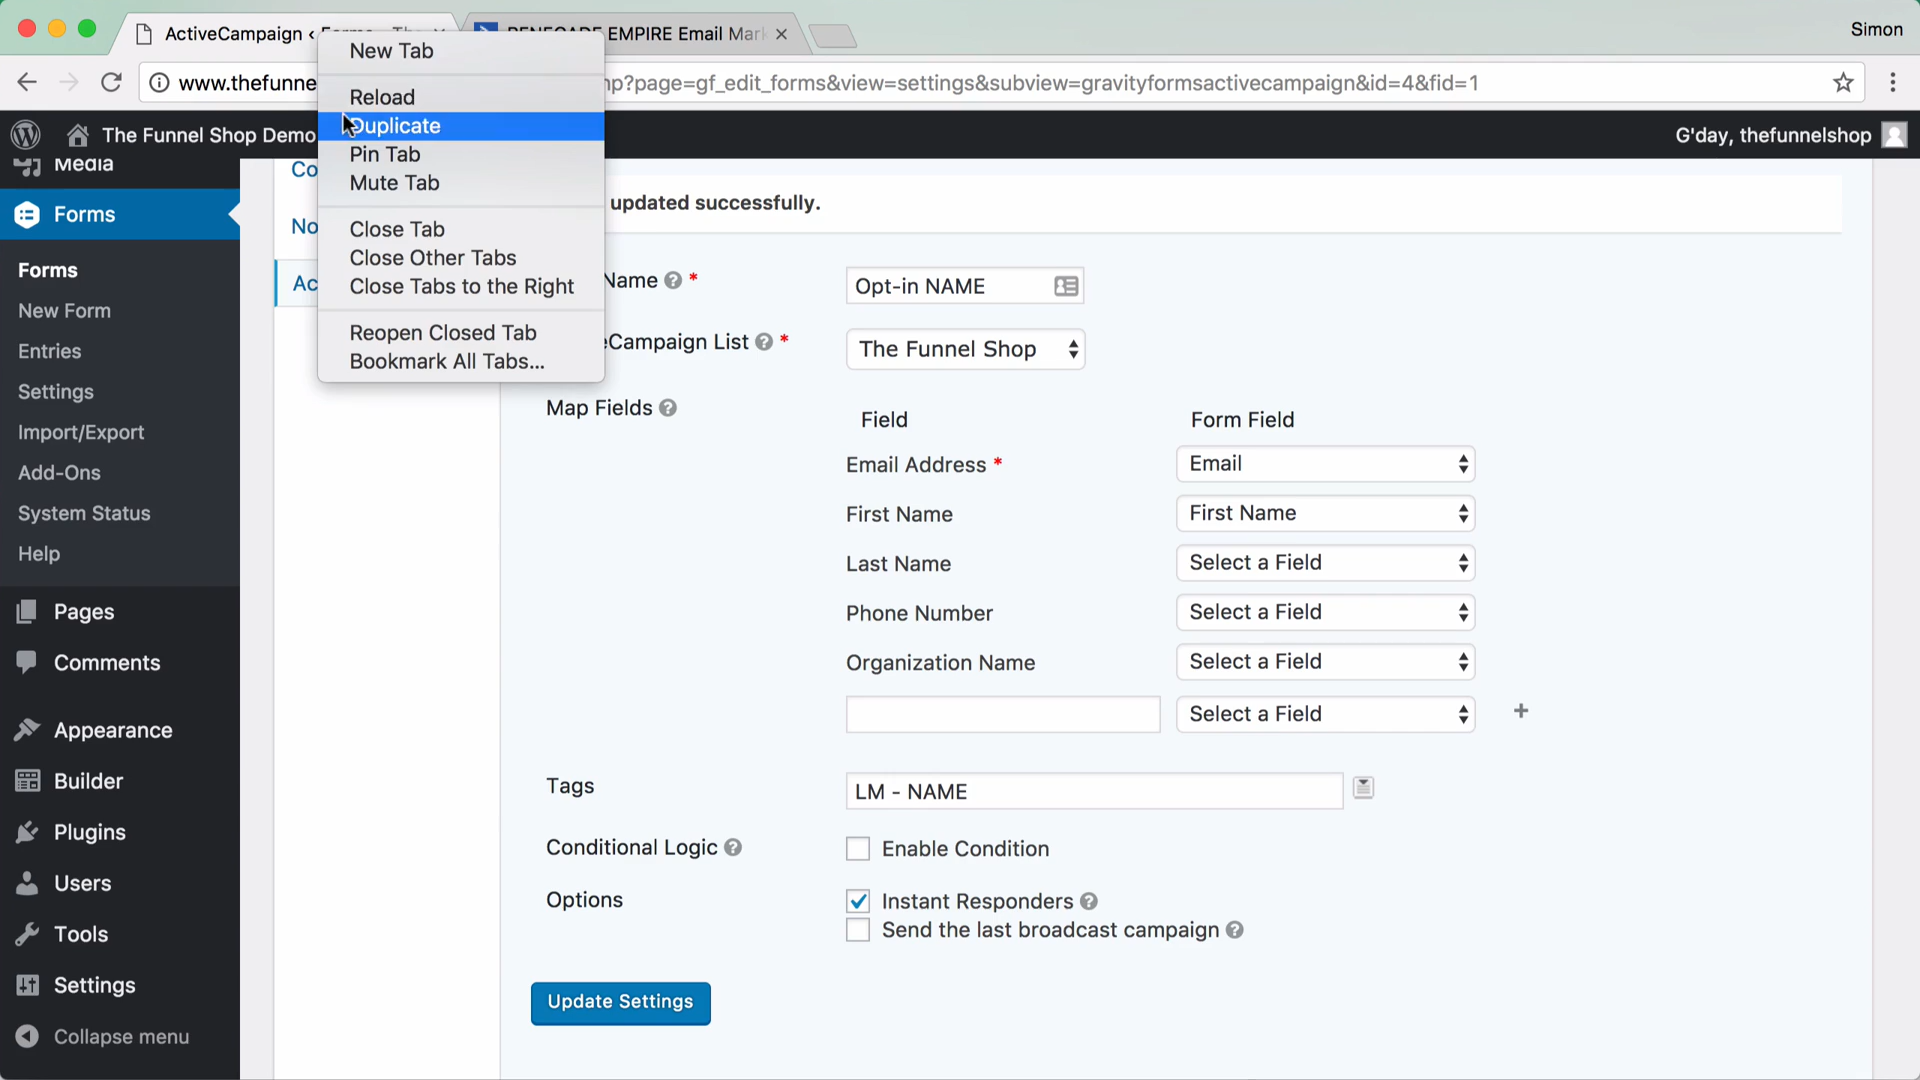 ActiveCampaign ‹ Forms
RENEGADE EMPIRE Email Mark
Simon
www.thefunne
np?page=gf_edit_forms&view=settings&subview=gravityformsactivecampaign&id=4&fid=1
The Funnel Shop Demo
G'day, thefunnelshop
New Tab
Reload
Duplicate
Pin Tab
Mute Tab
Close Tab
Close Other Tabs
Close Tabs to the Right
Reopen Closed Tab
Bookmark All Tabs...
Media
Forms
Forms
New Form
Entries
Settings
Import/Export
Add-Ons
System Status
Help
Pages
Comments
Appearance
Builder
Plugins
Users
Tools
Settings
Collapse menu
Co
No
Ac
updated successfully.
Name *
Opt-in NAME
eCampaign List *
The Funnel Shop
Map Fields
Field
Form Field
Email Address *
Email
First Name
First Name
Last Name
Select a Field
Phone Number
Select a Field
Organization Name
Select a Field
Select a Field
+
Tags
LM - NAME
Conditional Logic
Enable Condition
Options
Instant Responders
Send the last broadcast campaign
Update Settings